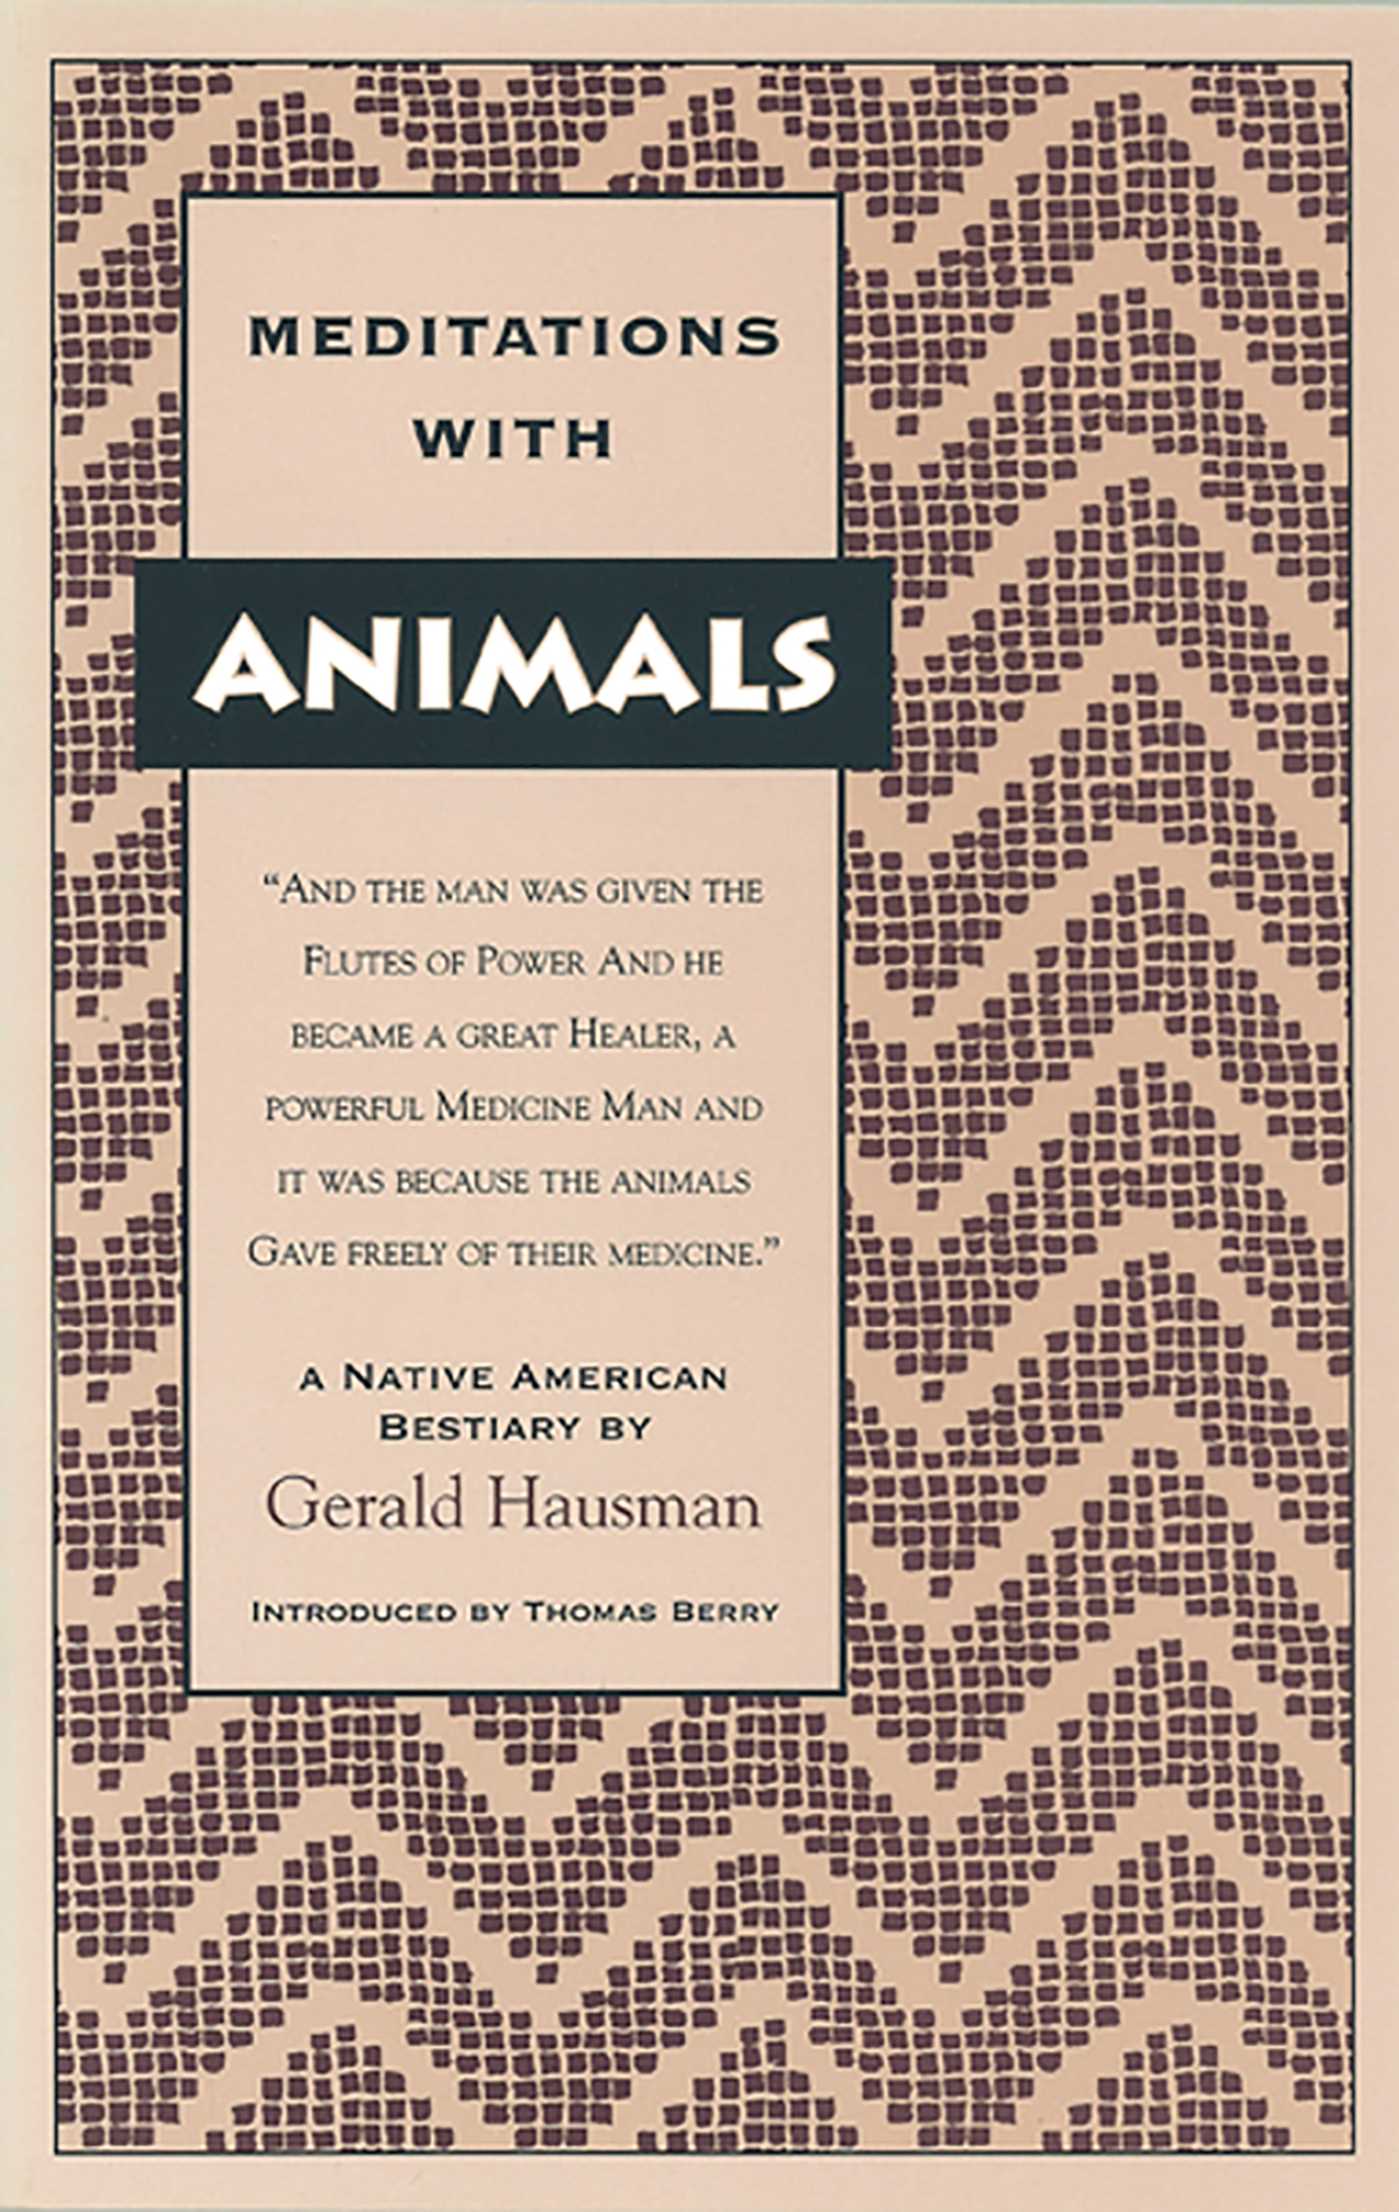 MEDITATIONS
WITH
ANIMALS
“AND THE MAN WAS GIVEN THE
FLUTES OF POWER AND HE
BECAME A GREAT HEALER, A
POWERFUL MEDICINE MAN AND
IT WAS BECAUSE THE ANIMALS
GAVE FREELY OF THEIR MEDICINE.”
A NATIVE AMERICAN
BESTIARY BY
Gerald Hausman
INTRODUCED BY THOMAS BERRY